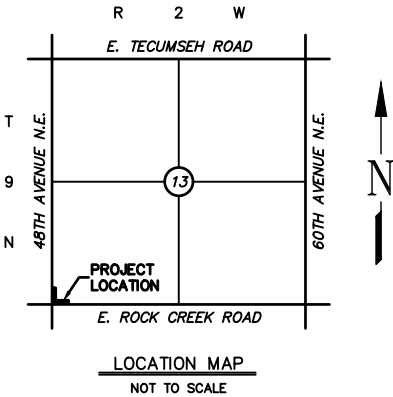 R 2 W
E. TECUMSEH ROAD
T
9
N
48TH AVENUE N.E.
13
60TH AVENUE N.E.
N
PROJECT
LOCATION
E. ROCK CREEK ROAD
LOCATION MAP
NOT TO SCALE